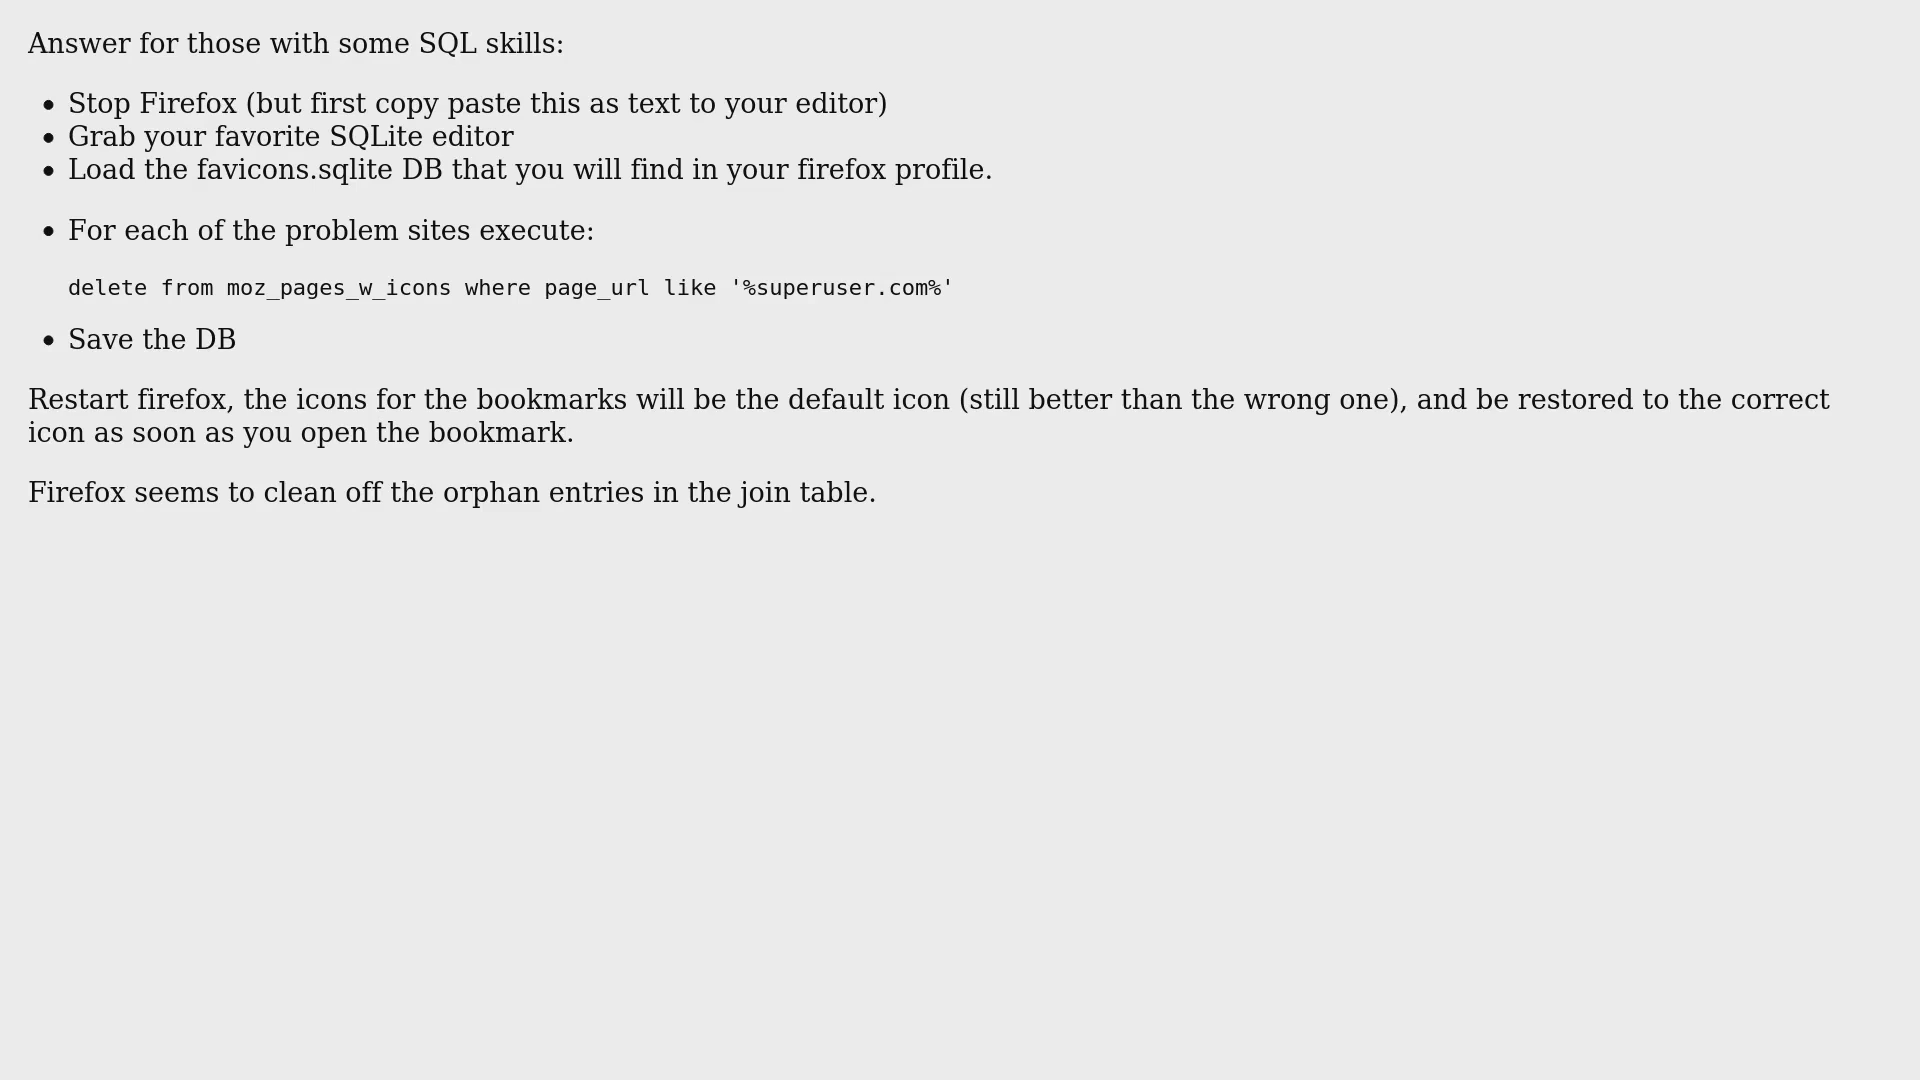 Answer for those with some SQL skills:
• Stop Firefox (but first copy paste this as text to your editor)
• Grab your favorite SQLite editor
• Load the favicons.sqlite DB that you will find in your firefox profile.
• For each of the problem sites execute:
delete from moz_pages_w_icons where page_url like '%superuser.com%'
• Save the DB
Restart firefox, the icons for the bookmarks will be the default icon (still better than the wrong one), and be restored to the correct
icon as soon as you open the bookmark.
Firefox seems to clean off the orphan entries in the join table.